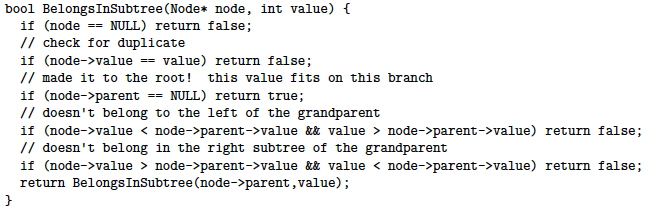 bool BelongsInSubtree(Node* node, int value) {
  if (node == NULL) return false;
  // check for duplicate
  if (node->value == value) return false;
  // made it to the root!  this value fits on this branch
  if (node->parent == NULL) return true;
  // doesn't belong to the left of the grandparent
  if (node->value < node->parent->value && value > node->parent->value) return false;
  // doesn't belong in the right subtree of the grandparent
  if (node->value > node->parent->value && value < node->parent->value) return false;
  return BelongsInSubtree(node->parent,value);
}